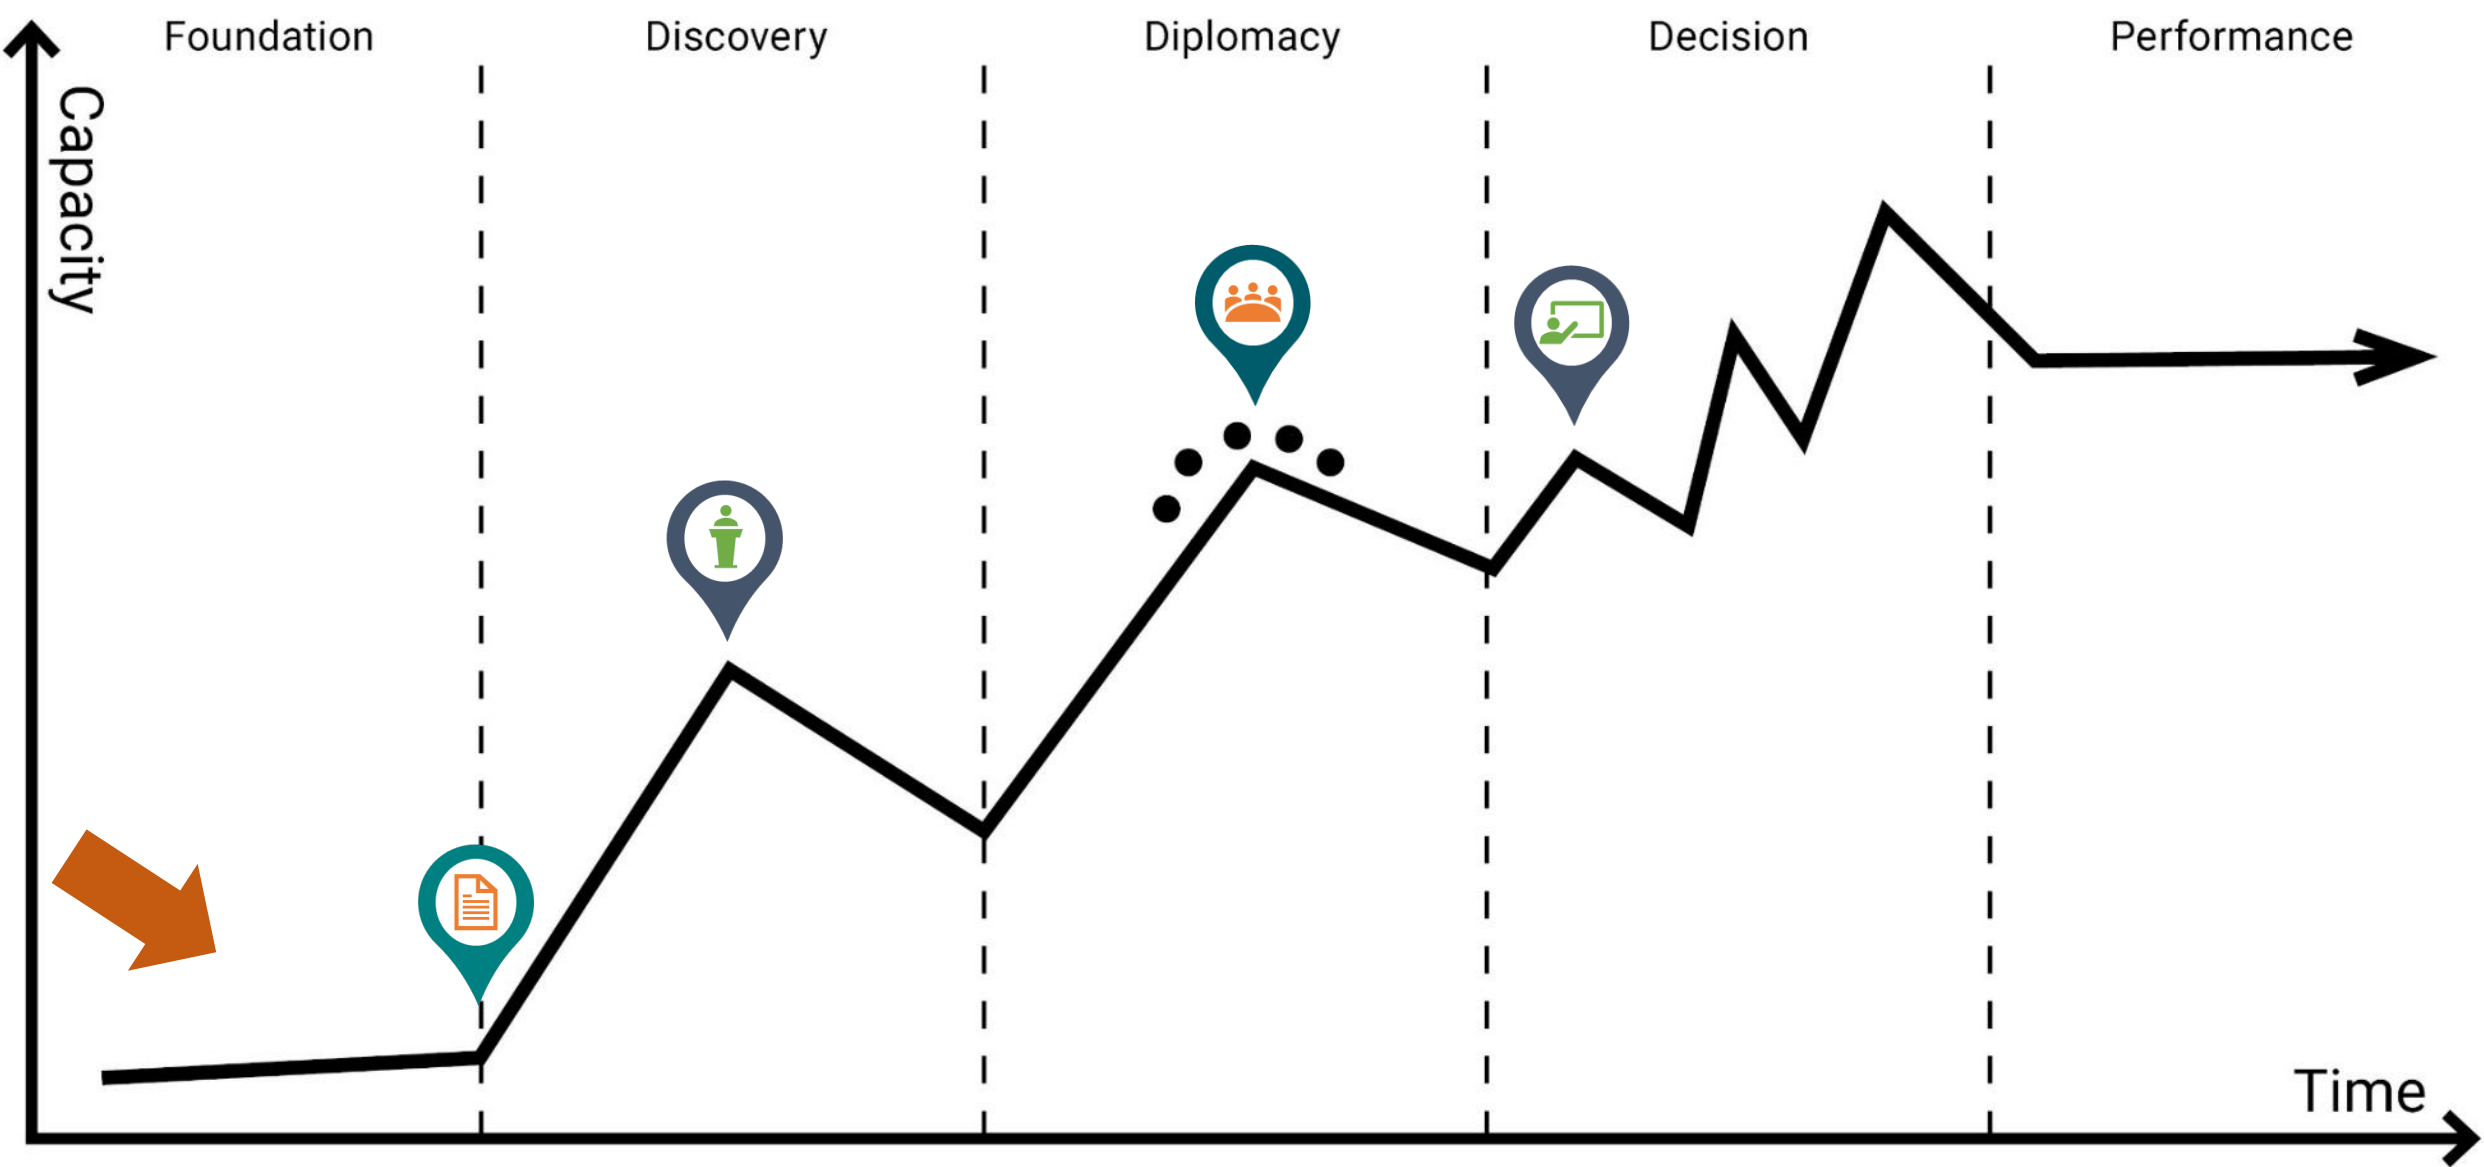 Foundation
Discovery
Diplomacy
Decision
Performance
Capacity
Time